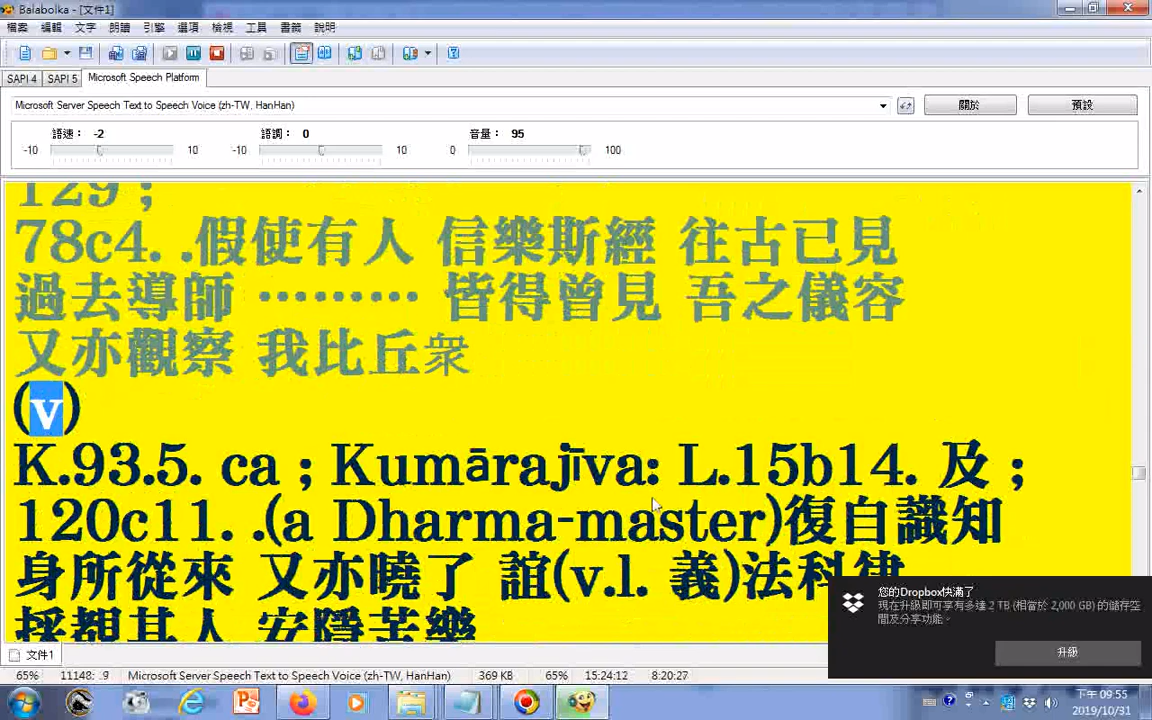 Balabolka - [文件1]
檔案 編輯 文字 朗讀 引擎 選項 檢視 工具 書籤 說明
SAPI 4 SAPI 5 Microsoft Speech Platform
Microsoft Server Speech Text to Speech Voice (zh-TW, HanHan) 關於 預設
語速： -2 語調： 0 音量： 95
-10 10 -10 10 0 100
129 ;
78c4. .假使有人 信樂斯經 往古已見
過去導師 ········· 皆得曾見 吾之儀容
又亦觀察 我比丘衆
(v)
K.93.5. ca ; Kumārajīva: L.15b14. 及 ;
120c11. .(a Dharma-master)復自識知
身所從來 又亦曉了 誼(v.l. 義)法科律
採覩其人 安隱苦樂
您的Dropbox快滿了
現在升級即可享有多達 2 TB (相當於 2,000 GB) 的儲存空
間及分享功能。
升級
文件1
65% 11148: .9 Microsoft Server Speech Text to Speech Voice (zh-TW, HanHan) 369 KB 65% 15:24:12 8:20:27
下午 09:55
2019/10/31